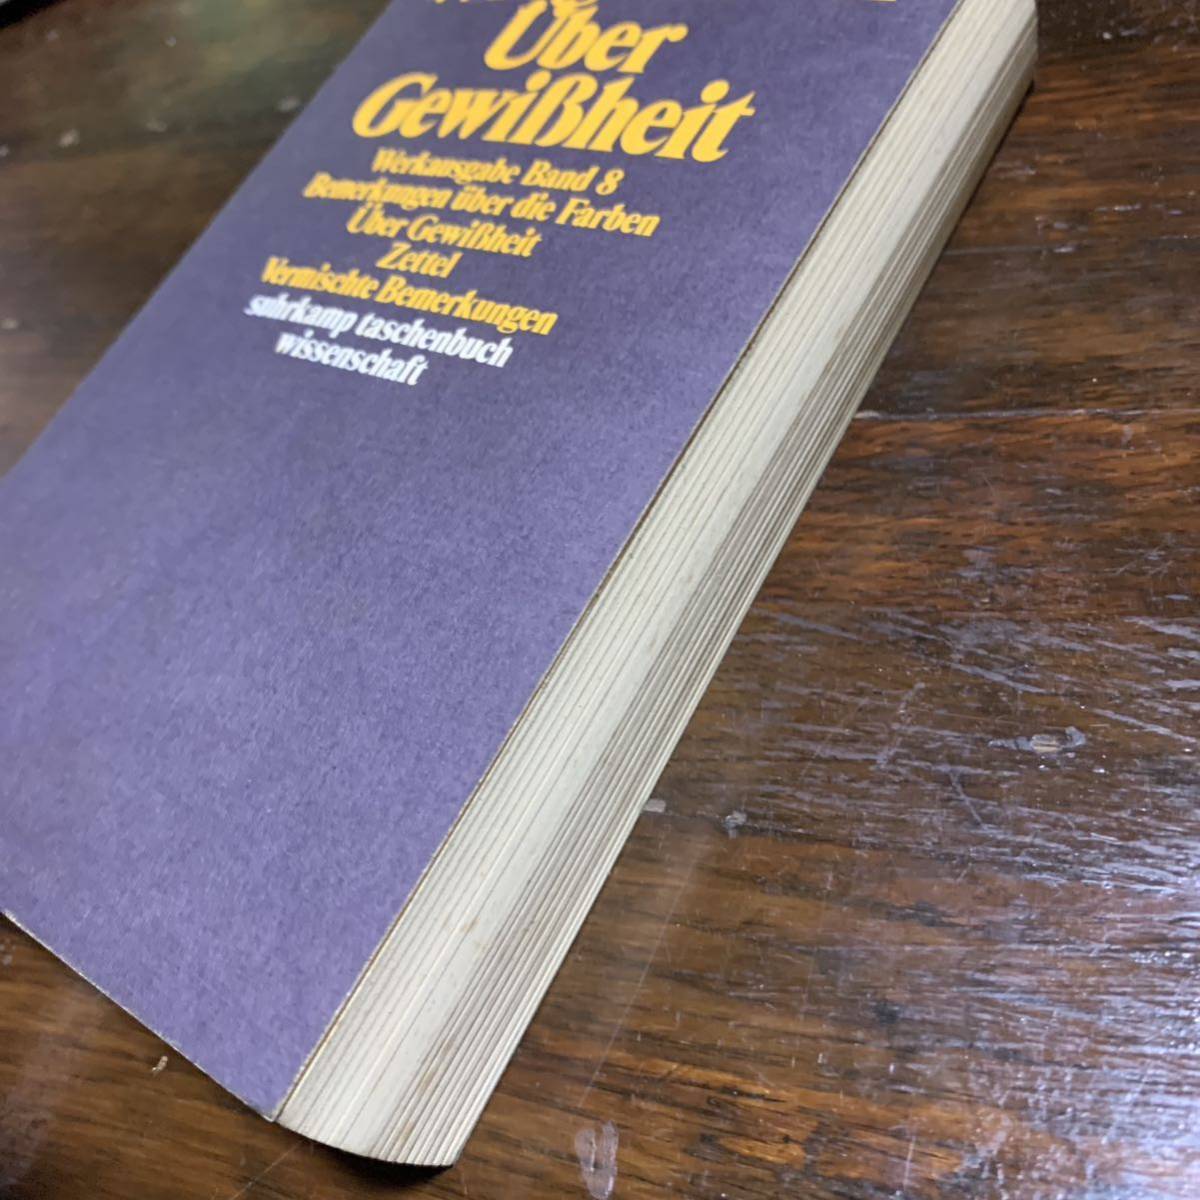 Über
Gewißheit
Werkausgabe Band 8
Bemerkungen über die Farben
Über Gewißheit
Zettel
Vermischte Bemerkungen
suhrkamp taschenbuch
wissenschaft